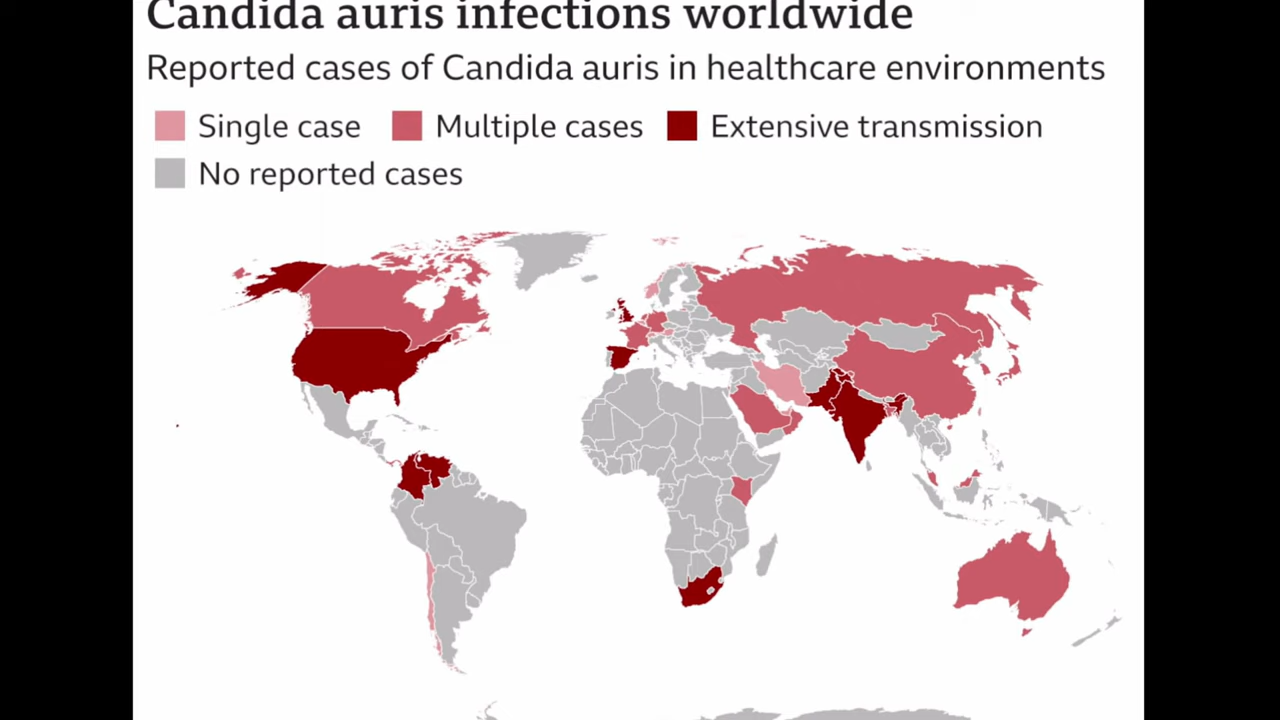 Candida auris infections worldwide
Reported cases of Candida auris in healthcare environments
Single case Multiple cases Extensive transmission
No reported cases